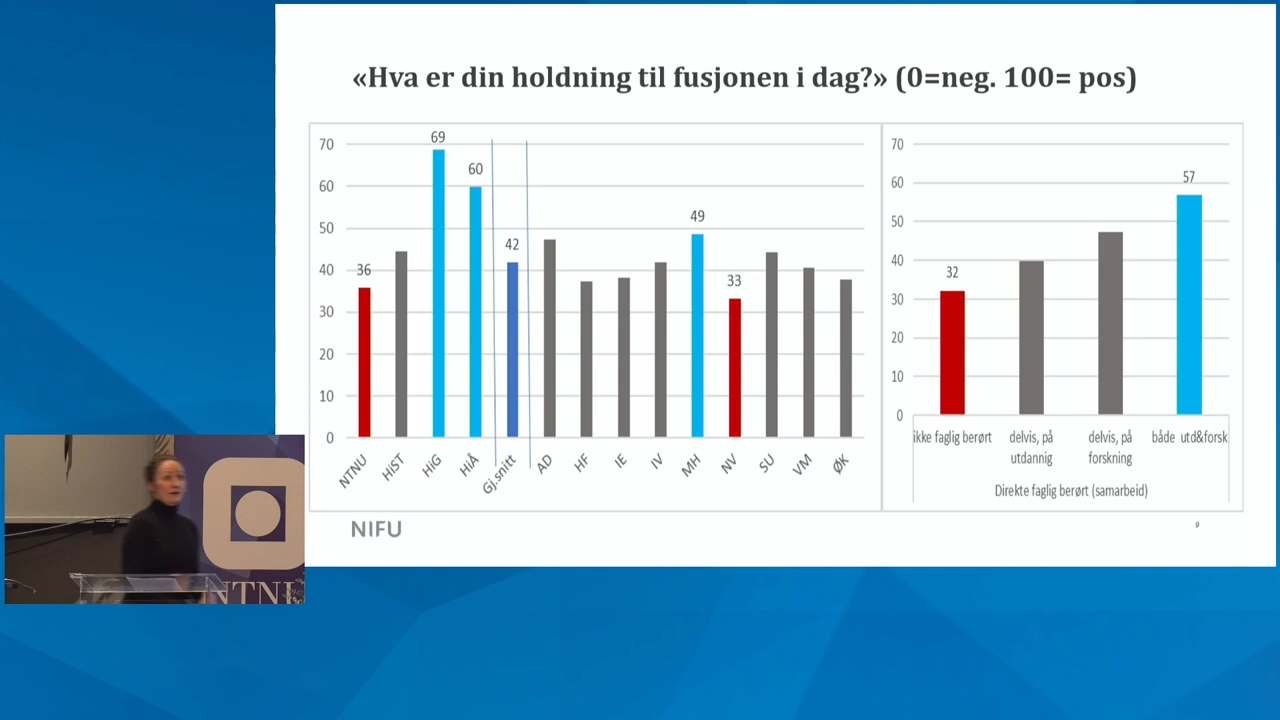 «Hva er din holdning til fusjonen i dag?» (0=neg. 100= pos)
70
60
50
40
30
20
10
0
36
69
60
42
49
33
NTNU
HiST
HiG
HiÅ
Gj.snitt
AD
HF
IE
IV
MH
NV
SU
VM
ØK
70
60
50
40
30
20
10
0
32
57
ikke faglig berørt
delvis, på utdannig
delvis, på forskning
både utd&forsk
Direkte faglig berørt (samarbeid)
NIFU
9
NTNU